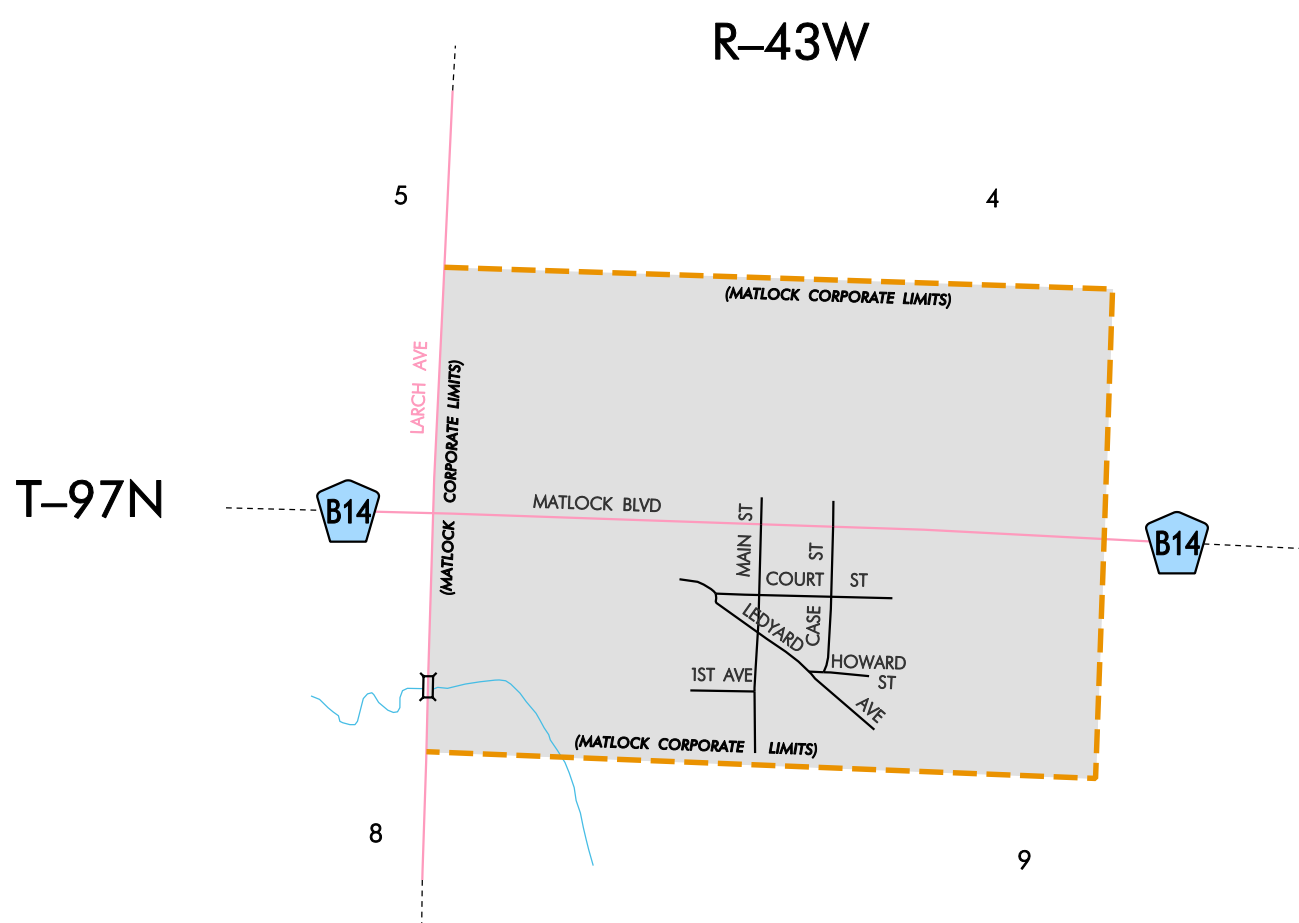 R–43W
5
4
(MATLOCK CORPORATE LIMITS)
LARCH AVE
(MATLOCK CORPORATE LIMITS)
T–97N
B14
MATLOCK BLVD
MAIN ST
B14
CASE ST
COURT ST
LEDYARD AVE
HOWARD ST
1ST AVE
(MATLOCK CORPORATE LIMITS)
8
9